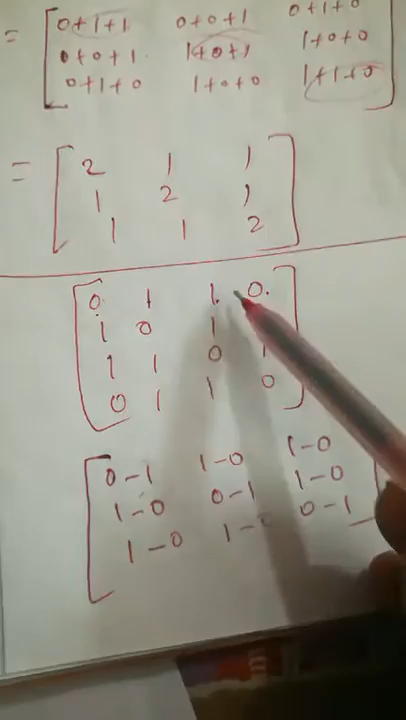 = [ 0+1+1 0+0+1 0+1+0
0+0+1 1+0+1 1+0+0
0+1+0 1+0+0 1+1+0 ]
= [ 2 1 1
1 2 1
1 1 2 ]
[ 0 1 1 0
1 0 1
1 1 0 1
0 1 1 0 ]
[ 0-1 1-0 1-0
1-0 0-1 1-0
1-0 1-0 0-1 ]